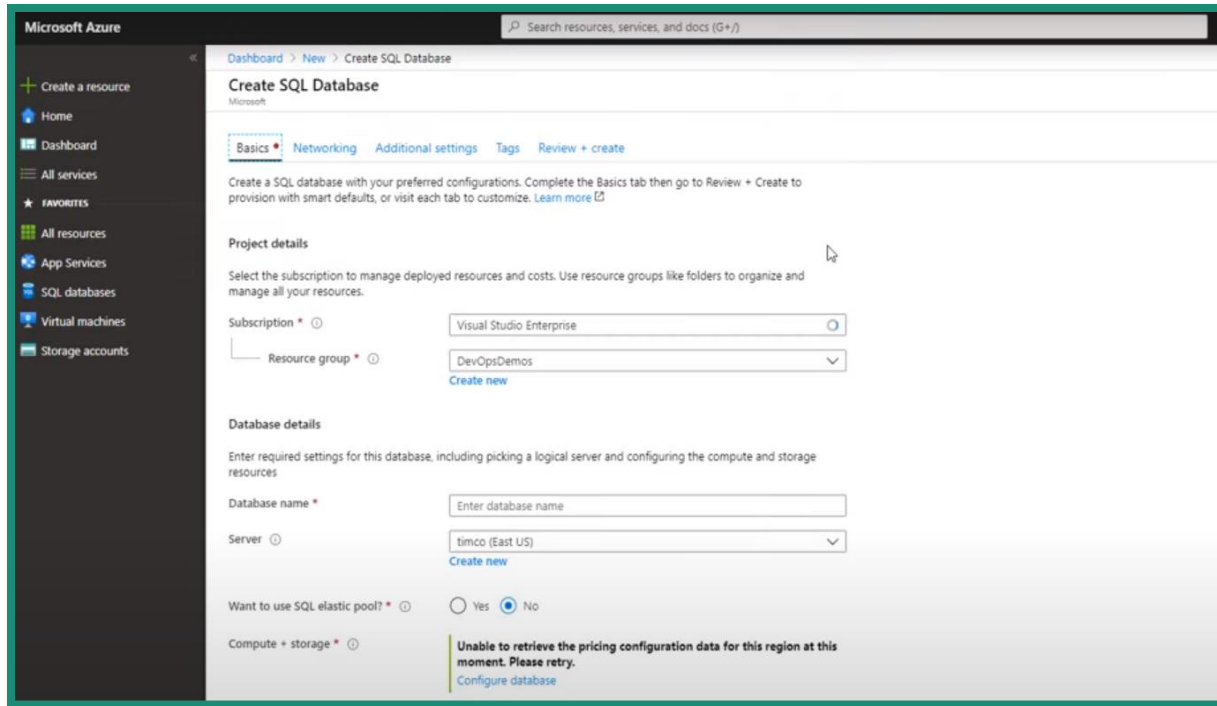 Microsoft Azure
Search resources, services, and docs (G+/)
«
Create a resource
Home
Dashboard
All services
FAVORITES
All resources
App Services
SQL databases
Virtual machines
Storage accounts
Dashboard > New > Create SQL Database
Create SQL Database
Microsoft
Basics * Networking Additional settings Tags Review + create
Create a SQL database with your preferred configurations. Complete the Basics tab then go to Review + Create to
provision with smart defaults, or visit each tab to customize. Learn more
Project details
Select the subscription to manage deployed resources and costs. Use resource groups like folders to organize and
manage all your resources.
Subscription * Visual Studio Enterprise
Resource group * DevOpsDemos
Create new
Database details
Enter required settings for this database, including picking a logical server and configuring the compute and storage
resources
Database name * Enter database name
Server timco (East US)
Create new
Want to use SQL elastic pool? * Yes No
Compute + storage * Unable to retrieve the pricing configuration data for this region at this
moment. Please retry.
Configure database